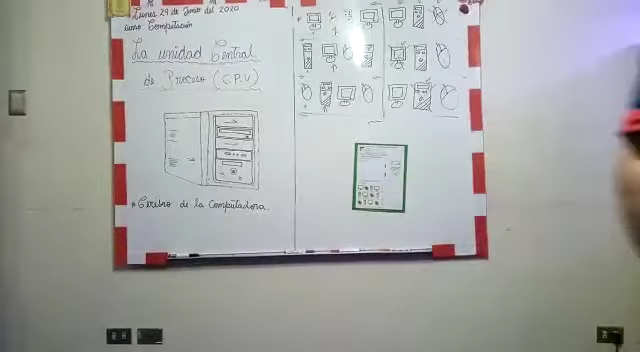 Lunes 29 de Junio del 2020
curso Computación
La unidad Central
de Proceso (C.P.U)
* Cerebro de la Computadora.